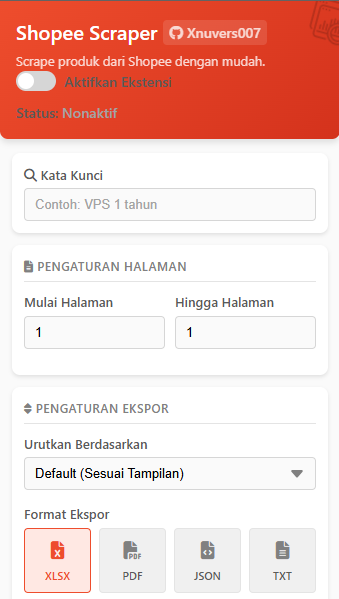 Shopee Scraper Xnuvers007
Scrape produk dari Shopee dengan mudah.
Aktifkan Ekstensi
Status: Nonaktif
Kata Kunci
Contoh: VPS 1 tahun
PENGATURAN HALAMAN
Mulai Halaman Hingga Halaman
1 1
PENGATURAN EKSPOR
Urutkan Berdasarkan
Default (Sesuai Tampilan)
Format Ekspor
X PDF
XLSX PDF JSON TXT